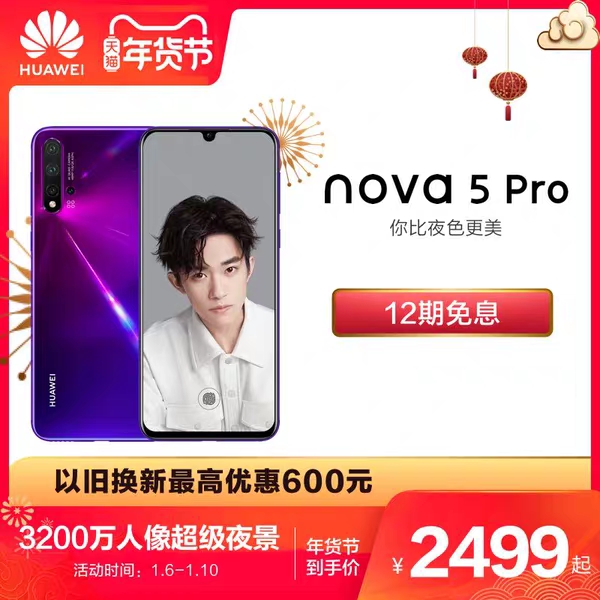 HUAWEI
天猫 年货节
nova 5 Pro
你比夜色更美
12期免息
HUAWEI
以旧换新最高优惠600元
3200万人像超级夜景
活动时间：1.6-1.10
年货节
到手价
¥2499起